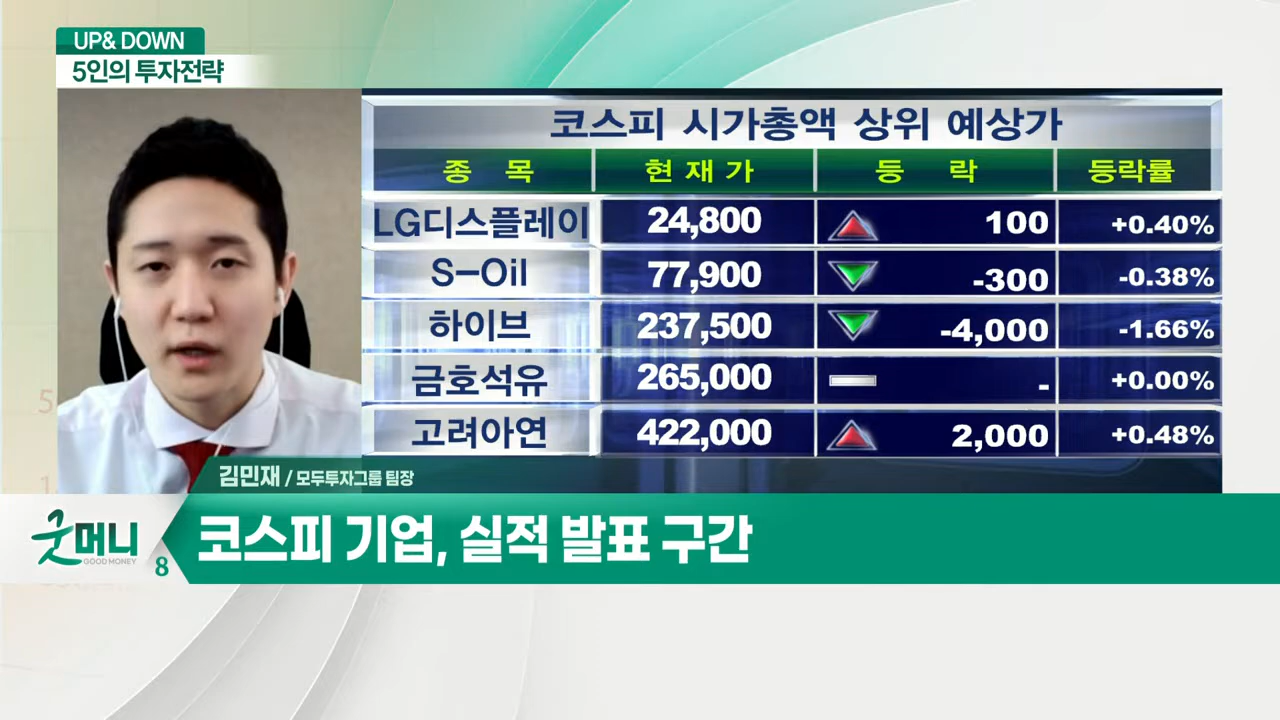 UP& DOWN
5인의 투자전략
코스피 시가총액 상위 예상가
종 목 현 재 가 등 락 등락률
LG디스플레이 24,800 100 +0.40%
S-Oil 77,900 -300 -0.38%
하이브 237,500 -4,000 -1.66%
금호석유 265,000 - +0.00%
고려아연 422,000 2,000 +0.48%
김민재 / 모두투자그룹 팀장
굿머니
GOOD MONEY
8
코스피 기업, 실적 발표 구간
5
1